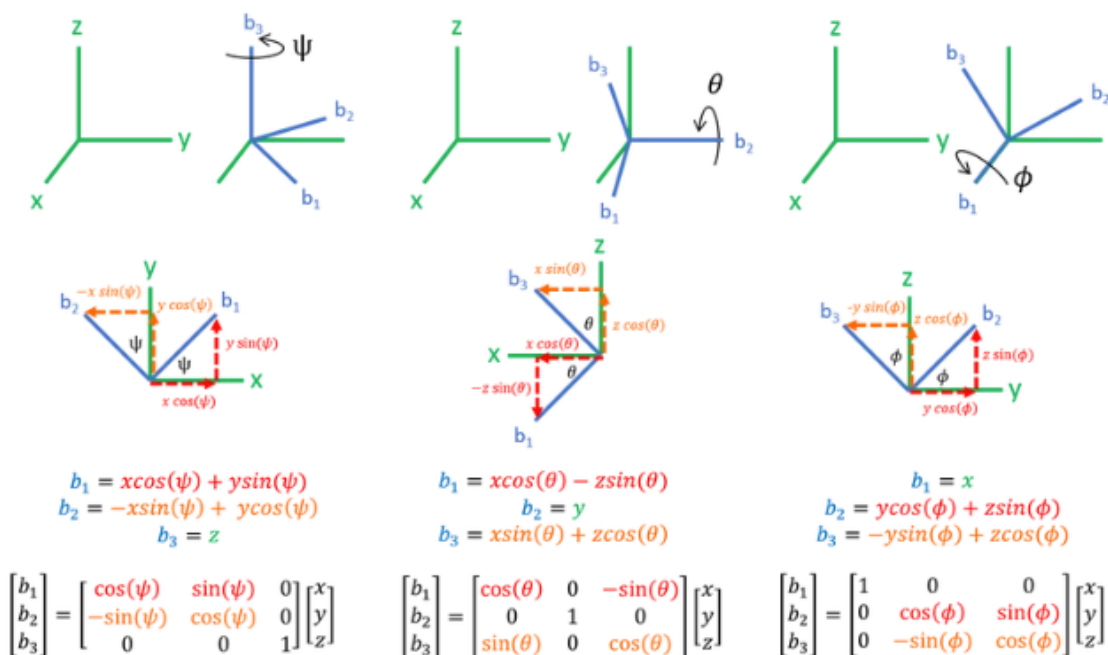 z
y
x
b₃
ψ
b₂
b₁
z
y
x
b₃
θ
b₂
b₁
z
y
x
b₃
b₂
b₁
ϕ
y
x
b₂
b₁
−x sin(ψ)
y cos(ψ)
ψ
ψ
y sin(ψ)
x cos(ψ)
z
x
b₃
b₁
x sin(θ)
z cos(θ)
θ
x cos(θ)
θ
−z sin(θ)
z
y
b₃
b₂
-y sin(ϕ)
z cos(ϕ)
ϕ
ϕ
z sin(ϕ)
y cos(ϕ)
b₁ = xcos(ψ) + ysin(ψ)
b₂ = −xsin(ψ) + ycos(ψ)
b₃ = z
[b₁ b₂ b₃] = [cos(ψ) sin(ψ) 0
−sin(ψ) cos(ψ) 0
0 0 1] [x y z]
b₁ = xcos(θ) − zsin(θ)
b₂ = y
b₃ = xsin(θ) + zcos(θ)
[b₁ b₂ b₃] = [cos(θ) 0 −sin(θ)
0 1 0
sin(θ) 0 cos(θ)] [x y z]
b₁ = x
b₂ = ycos(ϕ) + zsin(ϕ)
b₃ = −ysin(ϕ) + zcos(ϕ)
[b₁ b₂ b₃] = [1 0 0
0 cos(ϕ) sin(ϕ)
0 −sin(ϕ) cos(ϕ)] [x y z]